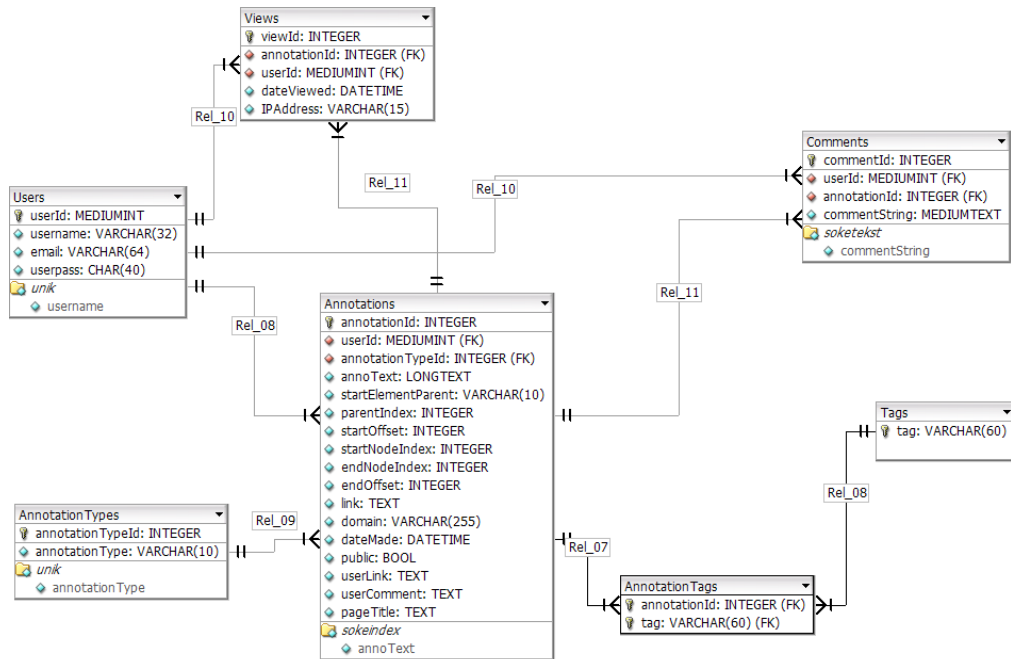 Views
viewId: INTEGER
annotationId: INTEGER (FK)
userId: MEDIUMINT (FK)
dateViewed: DATETIME
IPAddress: VARCHAR(15)
Rel_10
Rel_11
Rel_10
Comments
commentId: INTEGER
userId: MEDIUMINT (FK)
annotationId: INTEGER (FK)
commentString: MEDIUMTEXT
soketekst
commentString
Users
userId: MEDIUMINT
username: VARCHAR(32)
email: VARCHAR(64)
userpass: CHAR(40)
unik
username
Rel_08
Rel_11
Annotations
annotationId: INTEGER
userId: MEDIUMINT (FK)
annotationTypeId: INTEGER (FK)
annoText: LONGTEXT
startElementParent: VARCHAR(10)
parentIndex: INTEGER
startOffset: INTEGER
startNodeIndex: INTEGER
endNodeIndex: INTEGER
endOffset: INTEGER
link: TEXT
domain: VARCHAR(255)
dateMade: DATETIME
public: BOOL
userLink: TEXT
userComment: TEXT
pageTitle: TEXT
sokeindex
annoText
Tags
tag: VARCHAR(60)
Rel_08
AnnotationTypes
annotationTypeId: INTEGER
annotationType: VARCHAR(10)
unik
annotationType
Rel_09
Rel_07
AnnotationTags
annotationId: INTEGER (FK)
tag: VARCHAR(60) (FK)